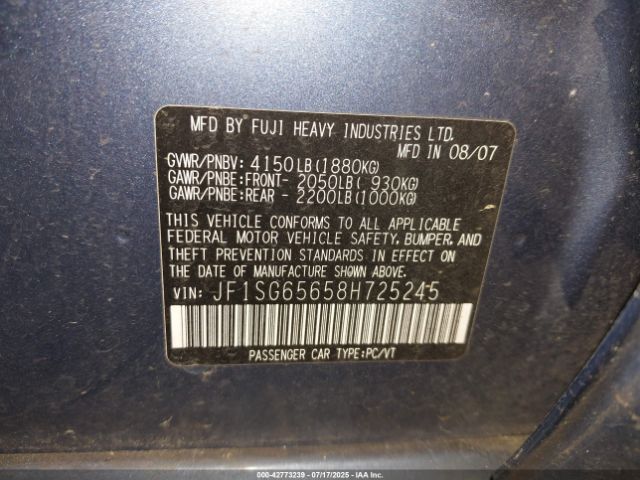 MFD BY FUJI HEAVY INDUSTRIES LTD.
MFD IN 08/07
GVWR/PNBV: 4150LB(1880KG)
GAWR/PNBE:FRONT- 2050LB( 930KG)
GAWR/PNBE:REAR - 2200LB(1000KG)
THIS VEHICLE CONFORMS TO ALL APPLICABLE
FEDERAL MOTOR VEHICLE SAFETY, BUMPER, AND
THEFT PREVENTION STANDARDS IN EFFECT ON
THE DATE OF MANUFACTURE SHOWN ABOVE.
VIN: JF1SG65658H725245
PASSENGER CAR TYPE:PC/VT
00-42773239 - 07/17/2025 - IAA Inc.